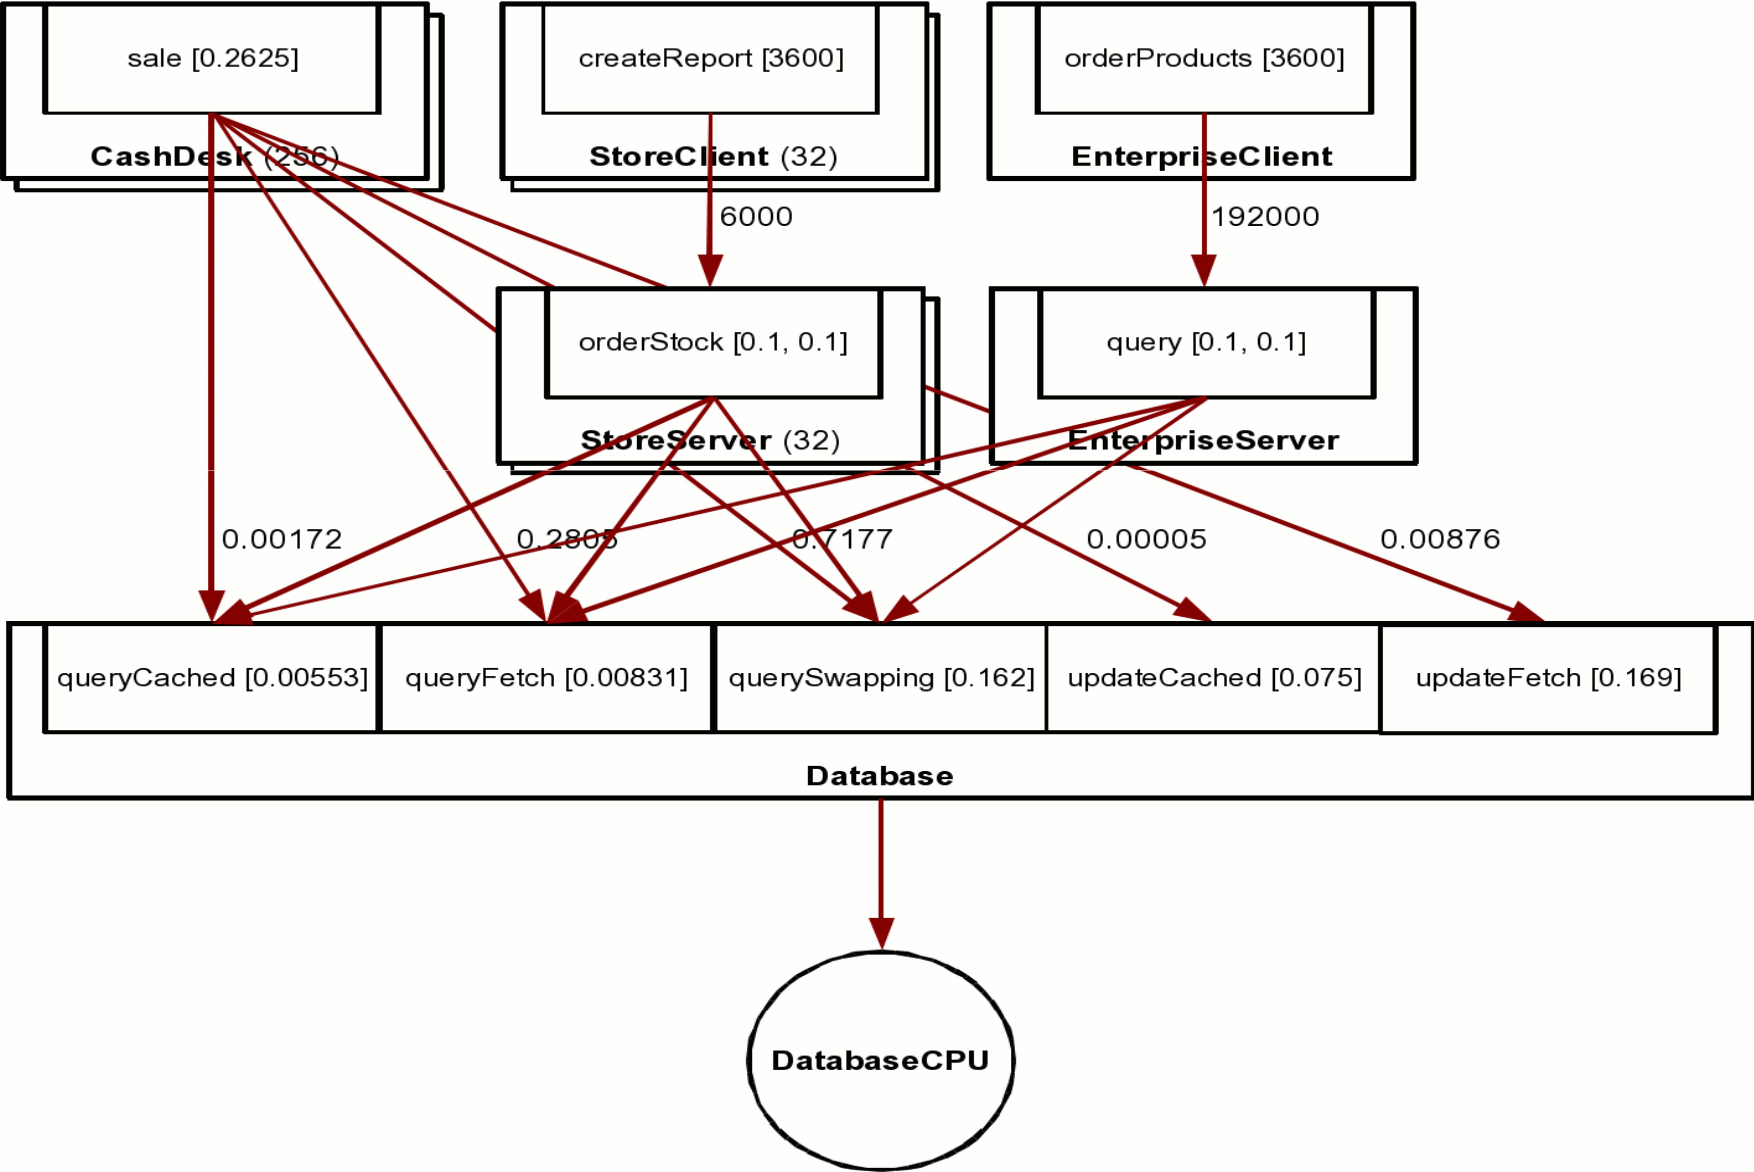 sale [0.2625]
createReport [3600]
orderProducts [3600]
CashDesk (256)
StoreClient (32)
EnterpriseClient
6000
192000
orderStock [0.1, 0.1]
query [0.1, 0.1]
StoreServer (32)
EnterpriseServer
0.00172
0.2805
0.7177
0.00005
0.00876
queryCached [0.00553]
queryFetch [0.00831]
querySwapping [0.162]
updateCached [0.075]
updateFetch [0.169]
Database
DatabaseCPU